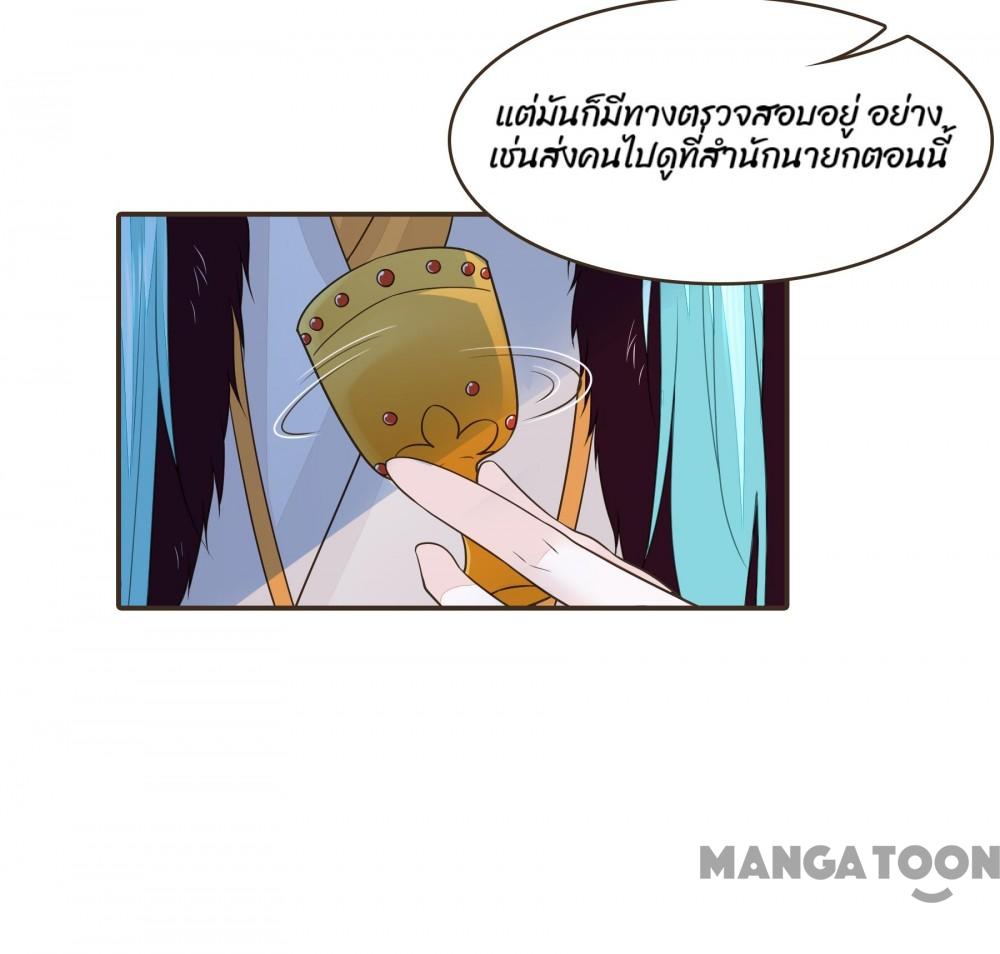 แต่มันก็มีทางตรวจสอบอยู่ อย่าง
เช่นส่งคนไปดูที่สำนักนายกตอนนี้
MANGATOON